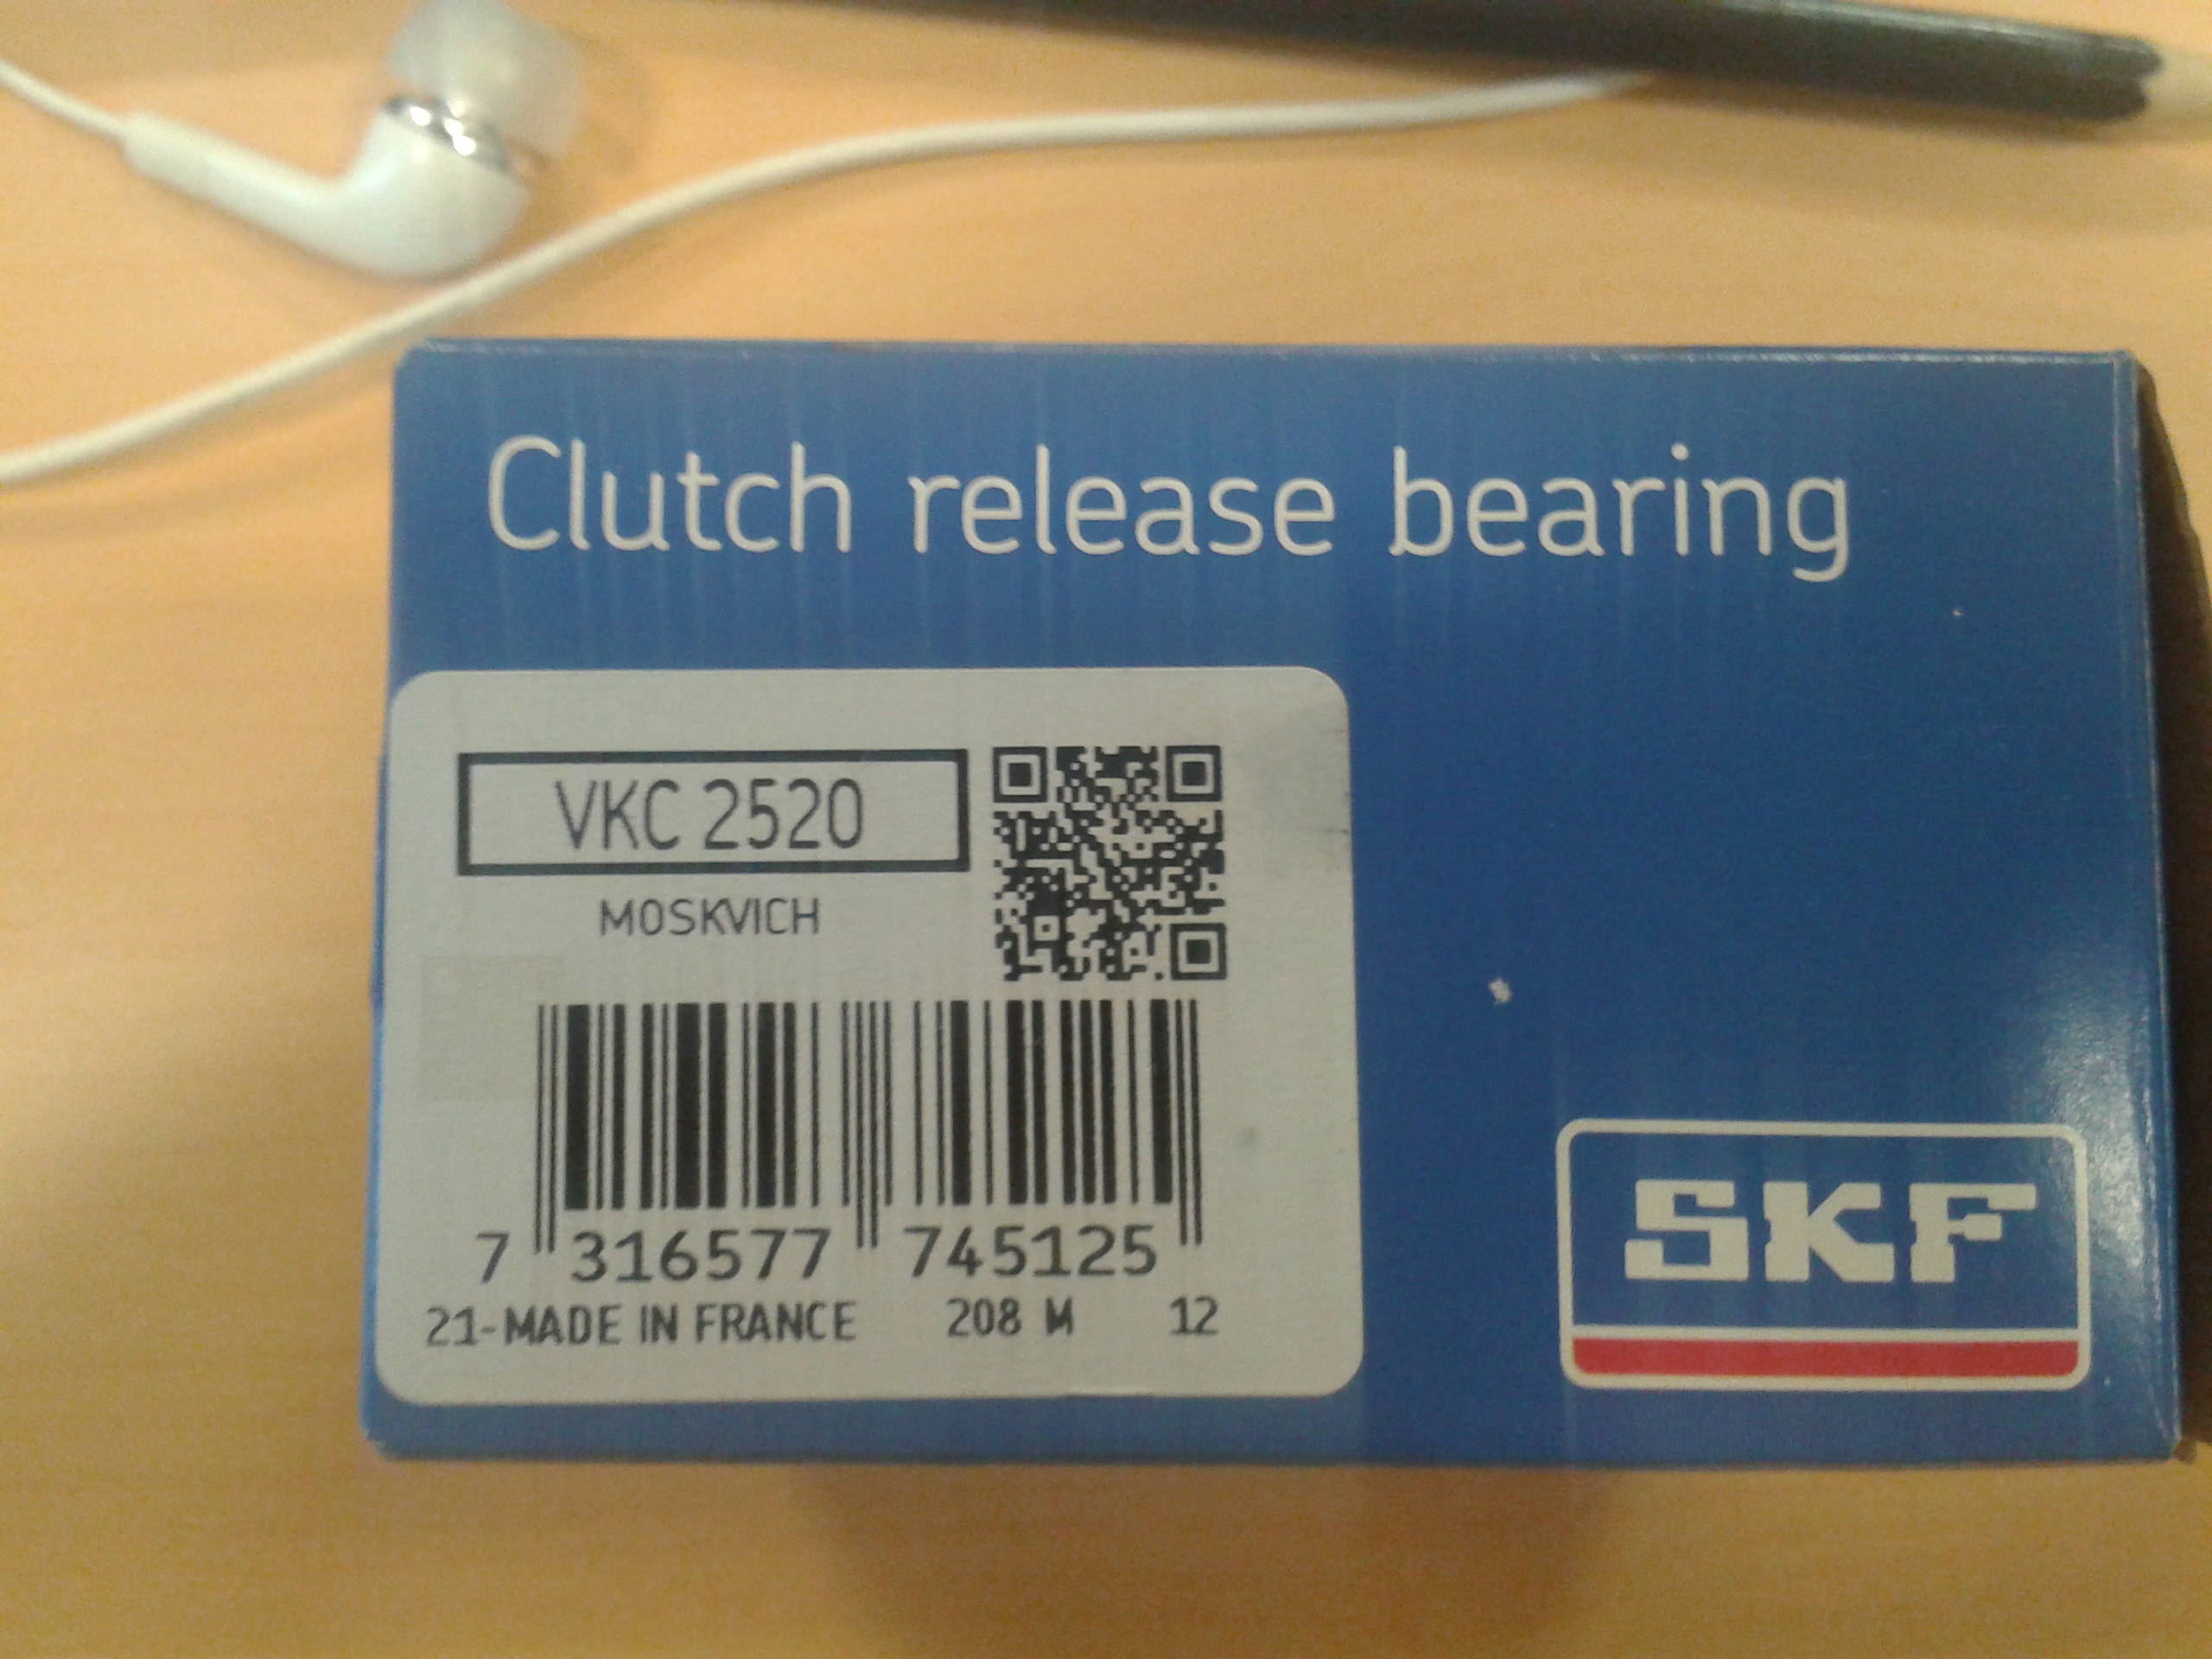 Clutch release bearing
VKC 2520
MOSKVICH
7 316577 745125
21-MADE IN FRANCE 208 M 12
SKF